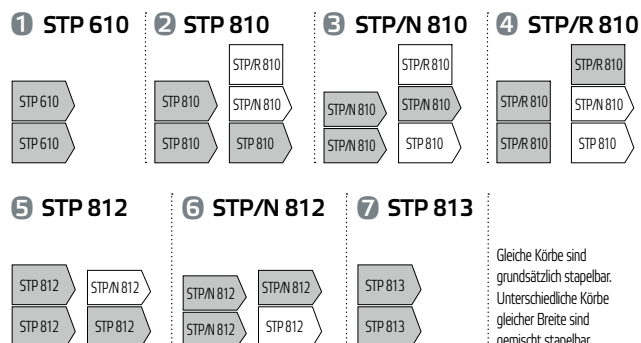 1 STP 610
STP 610
STP 610
2 STP 810
STP 810
STP 810
STP/R 810
STP/N 810
STP 810
3 STP/N 810
STP/N 810
STP/N 810
STP/R 810
STP/N 810
STP 810
4 STP/R 810
STP/R 810
STP/R 810
STP/R 810
STP/N 810
STP 810
5 STP 812
STP 812
STP 812
STP/N 812
STP 812
6 STP/N 812
STP/N 812
STP/N 812
STP/N 812
STP 812
7 STP 813
STP 813
STP 813
Gleiche Körbe sind
grundsätzlich stapelbar.
Unterschiedliche Körbe
gleicher Breite sind
gemischt stapelbar